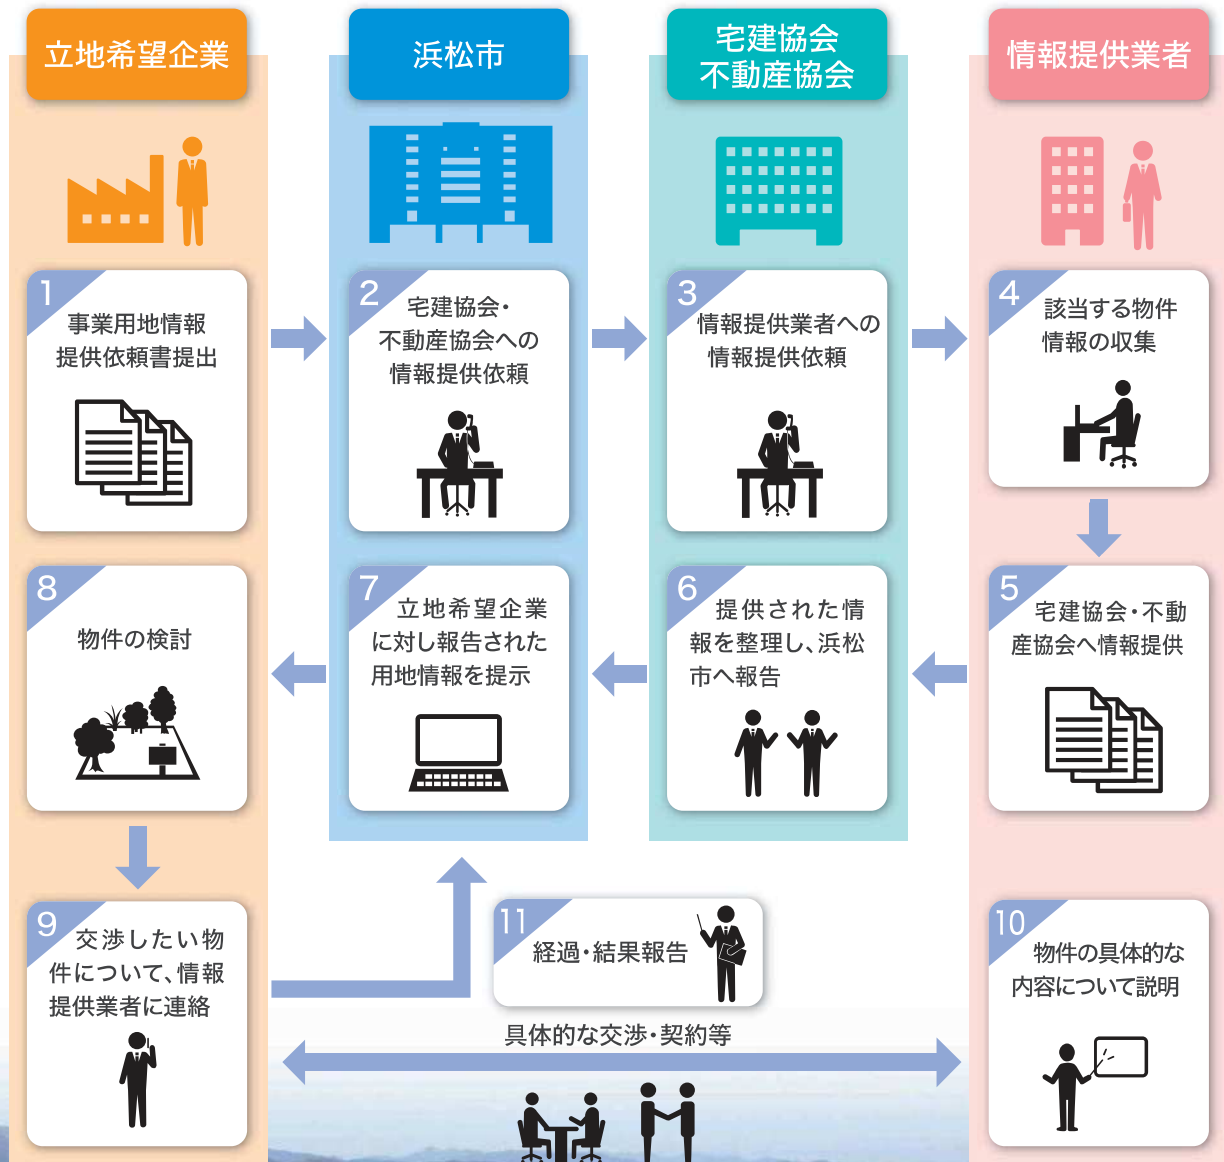 立地希望企業
浜松市
宅建協会
不動産協会
情報提供業者
1
事業用地情報
提供依頼書提出
2
宅建協会・
不動産協会への
情報提供依頼
3
情報提供業者への
情報提供依頼
4
該当する物件
情報の収集
8
物件の検討
7
立地希望企業
に対し報告された
用地情報を提示
6
提供された情
報を整理し、浜松
市へ報告
5
宅建協会・不動
産協会へ情報提供
9
交渉したい物
件について、情報
提供業者に連絡
11
経過・結果報告
具体的な交渉・契約等
10
物件の具体的な
内容について説明